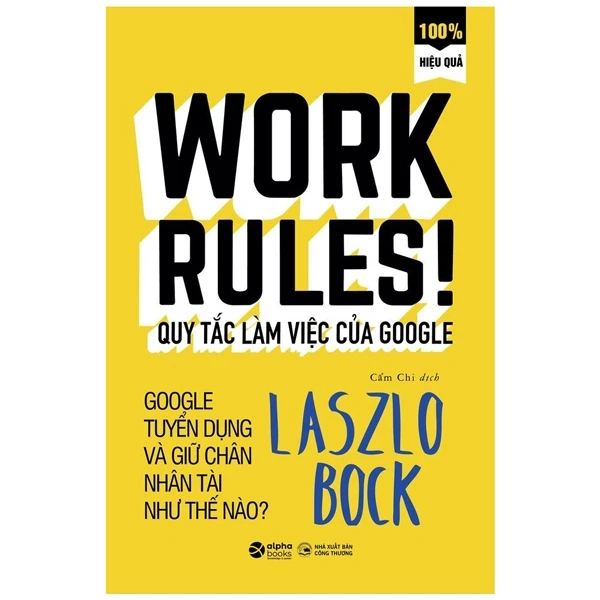 100%
HIỆU QUẢ
WORK
RULES!
QUY TẮC LÀM VIỆC CỦA GOOGLE
Cẩm Chi dịch
GOOGLE
TUYỂN DỤNG
VÀ GIỮ CHÂN
NHÂN TÀI
NHƯ THẾ NÀO?
LASZLO
BOCK
alpha
books
NHÀ XUẤT BẢN
CÔNG THƯƠNG